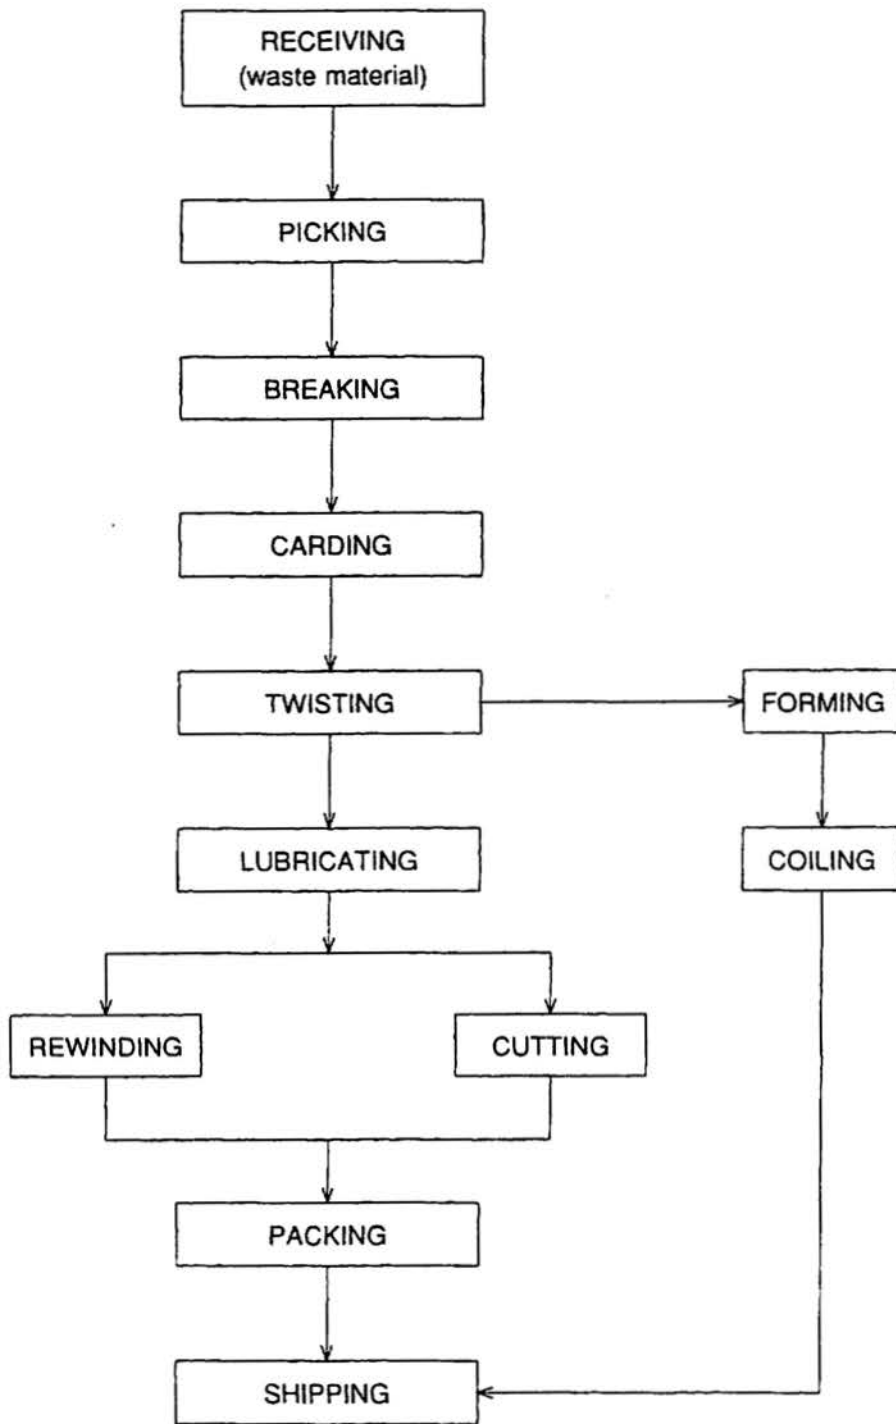 RECEIVING
(waste material)
PICKING
BREAKING
CARDING
TWISTING
FORMING
LUBRICATING
COILING
REWINDING
CUTTING
PACKING
SHIPPING